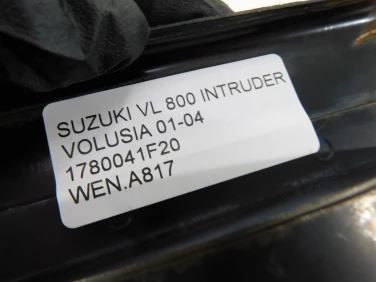 SUZUKI VL 800 INTRUDER
VOLUSIA 01-04
1780041F20
WEN.A817